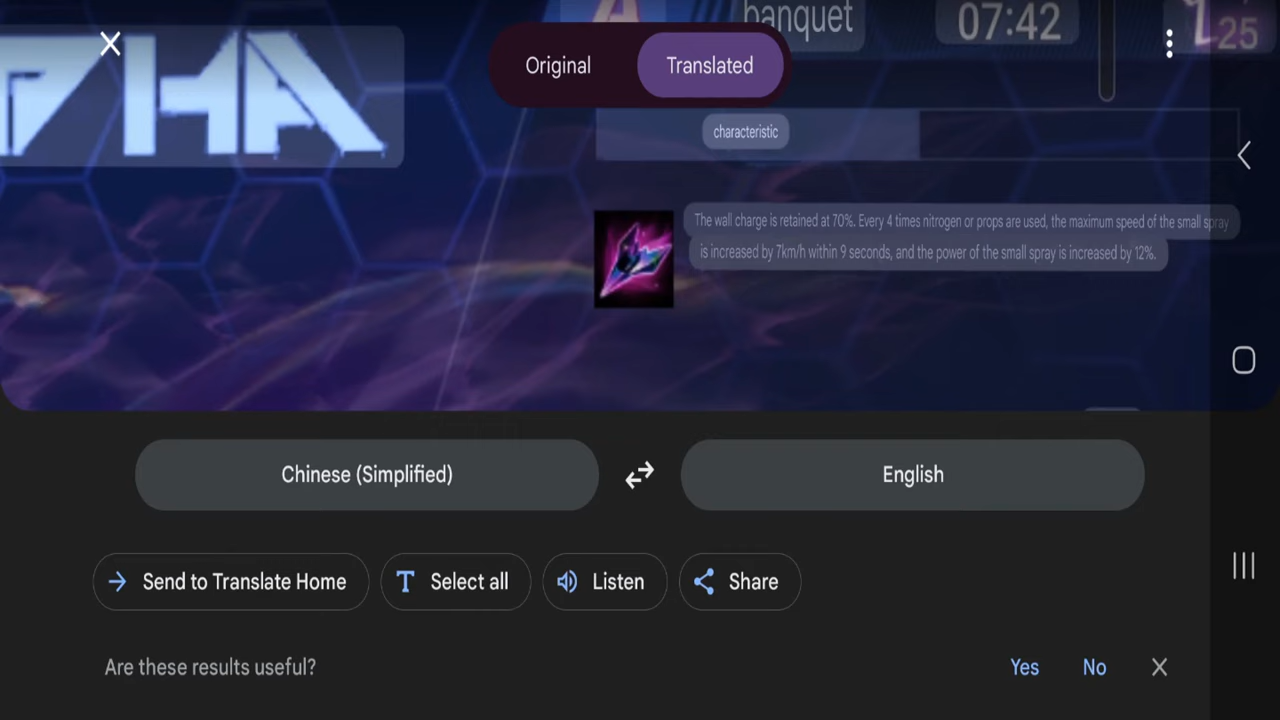 banquet
07:42
25
HA
Original
Translated
characteristic
The wall charge is retained at 70%. Every 4 times nitrogen or props are used, the maximum speed of the small spray
is increased by 7km/h within 9 seconds, and the power of the small spray is increased by 12%.
Chinese (Simplified)
English
Send to Translate Home
Select all
Listen
Share
Are these results useful?
Yes
No